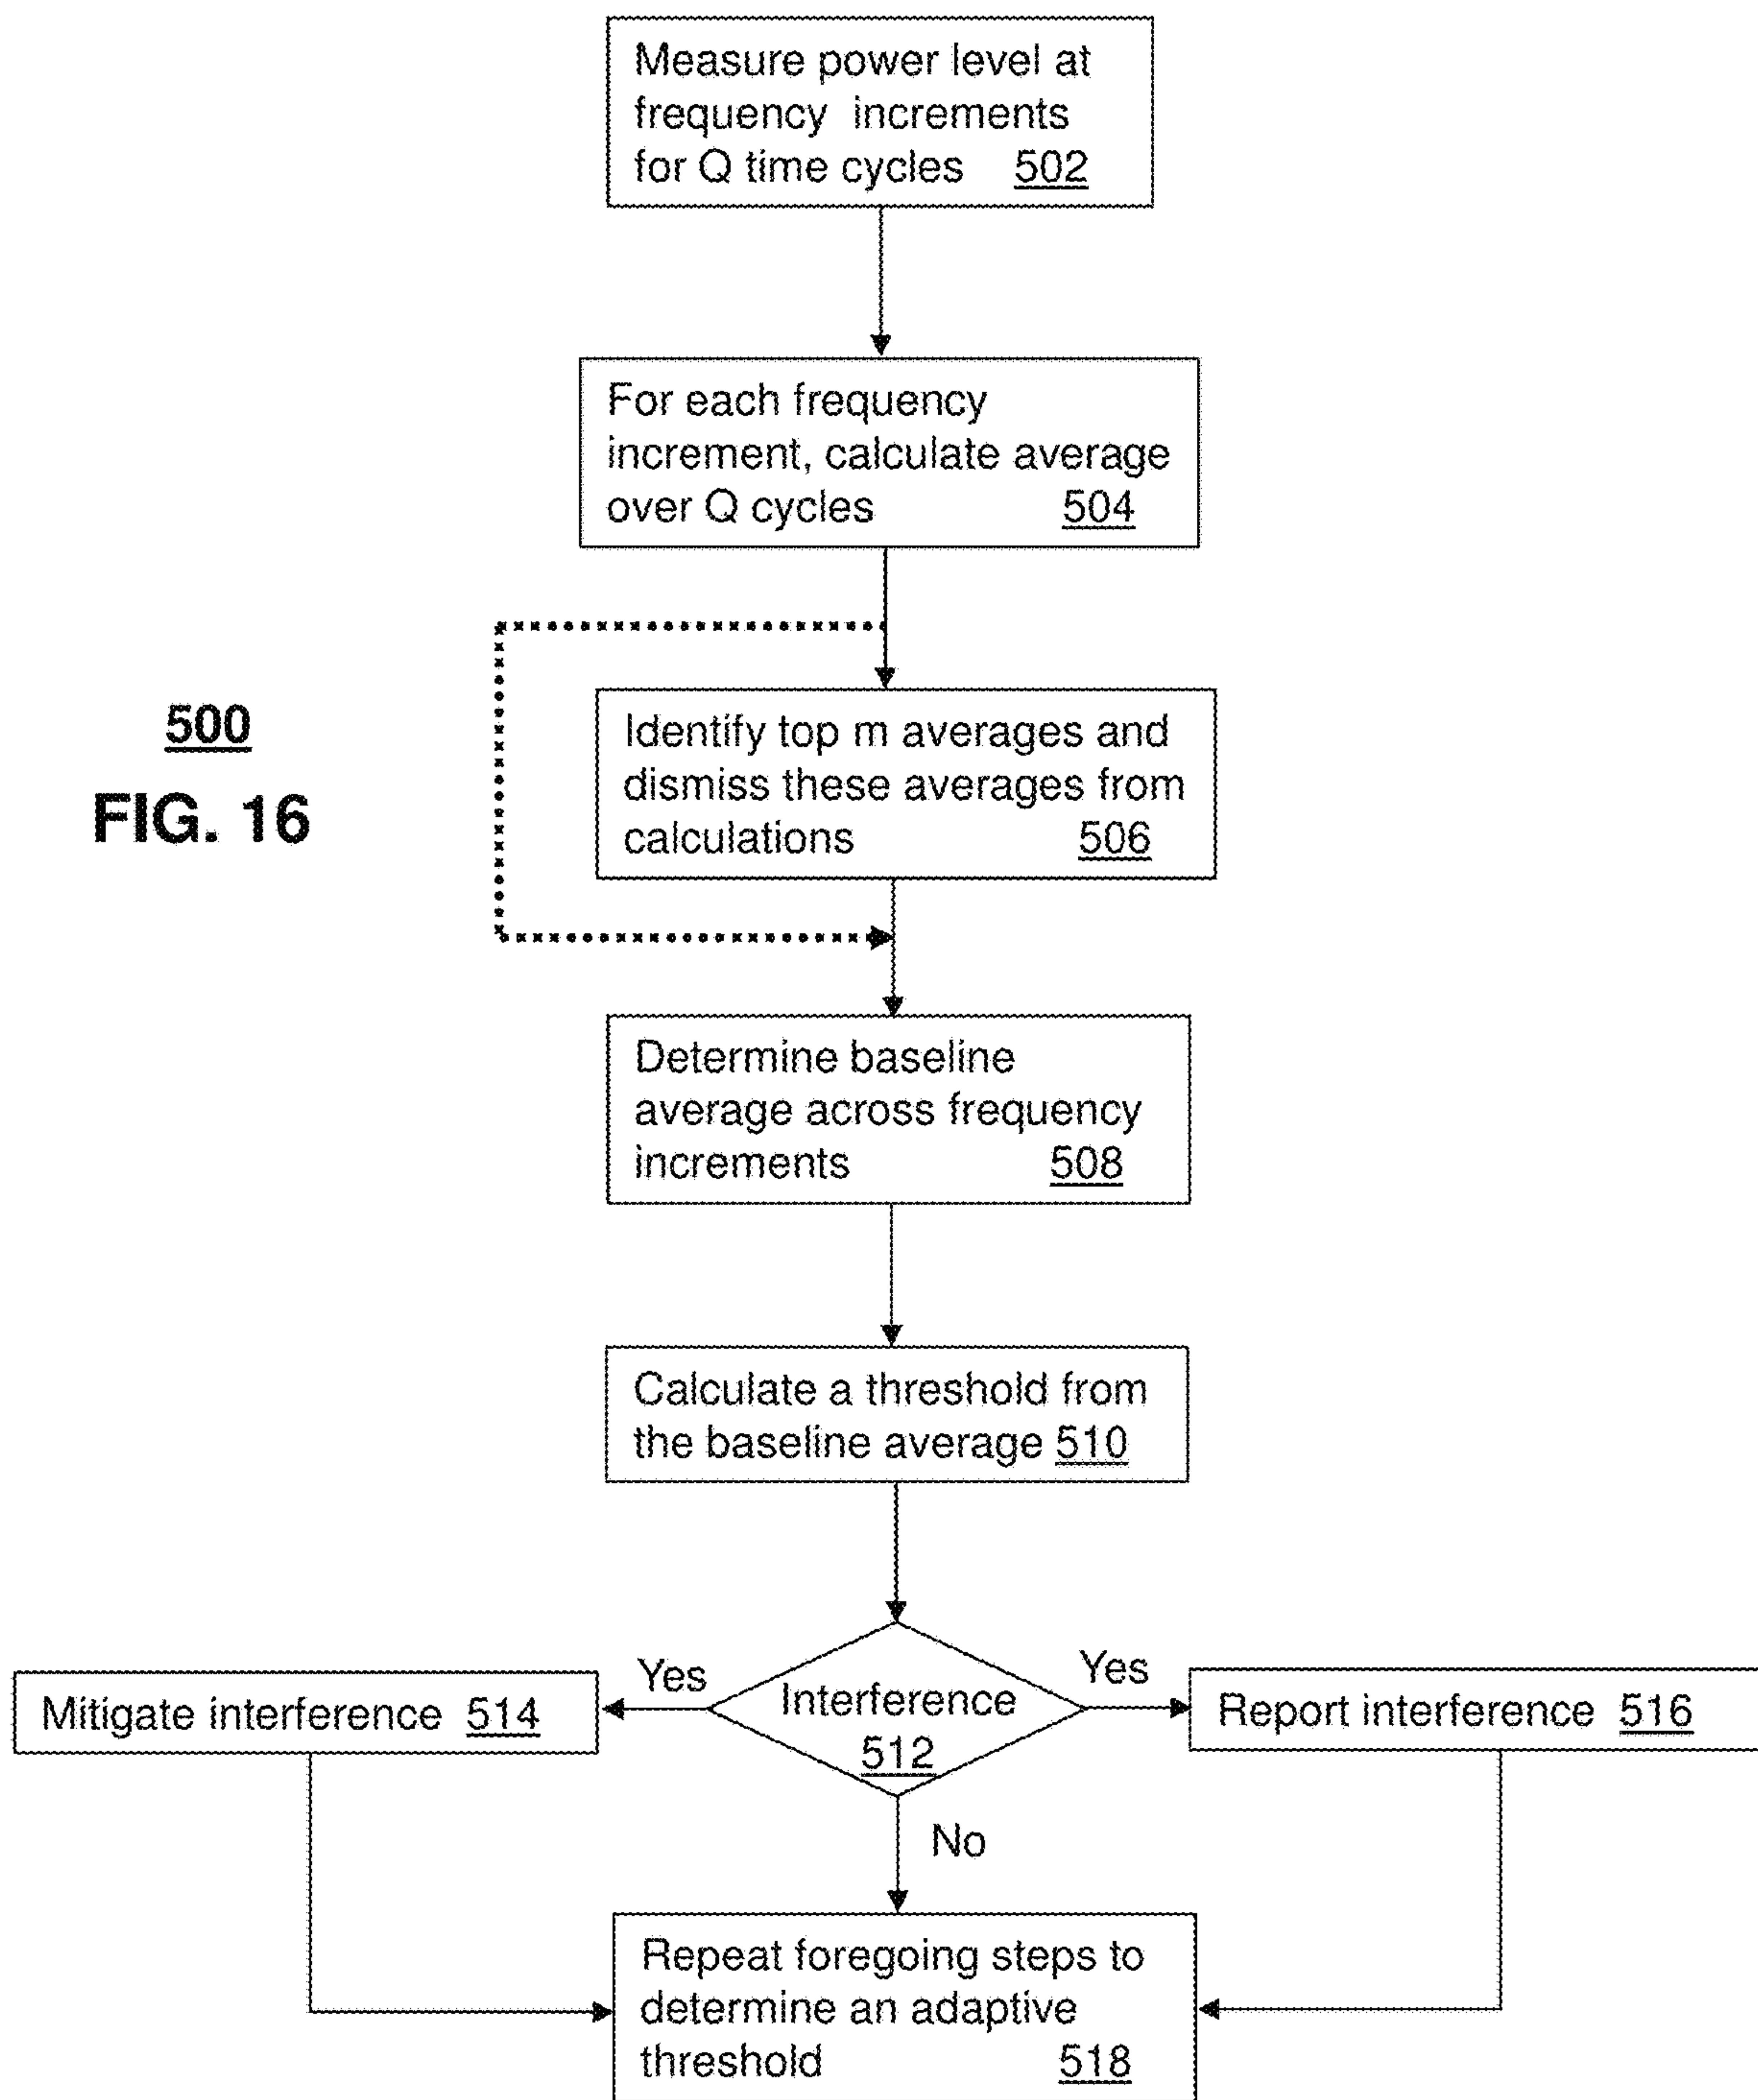 Measure power level at
frequency increments
for Q time cycles 502
For each frequency
increment, calculate average
over Q cycles 504
500
FIG. 16
Identify top m averages and
dismiss these averages from
calculations 506
Determine baseline
average across frequency
increments 508
Calculate a threshold from
the baseline average 510
Yes
Yes
Mitigate interference 514
Interference
512
Report interference 516
No
Repeat foregoing steps to
determine an adaptive
threshold 518